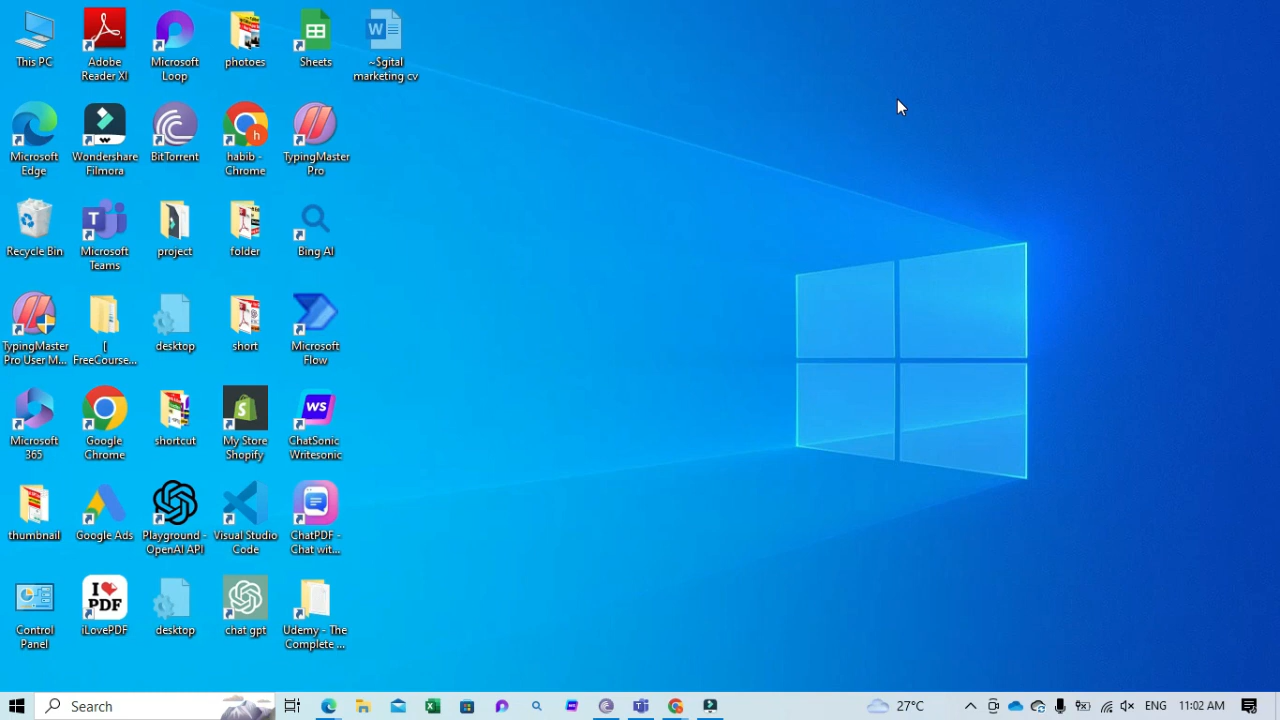 This PC
Adobe
Reader XI
Microsoft
Loop
photoes
Sheets
~$gital
marketing cv
Microsoft
Edge
Wondershare
Filmora
BitTorrent
h
habib -
Chrome
TypingMaster
Pro
Recycle Bin
T
Microsoft
Teams
project
folder
Bing AI
TypingMaster
Pro User M...
[
FreeCourse...
desktop
short
Microsoft
Flow
Microsoft
365
Google
Chrome
shortcut
S
My Store
Shopify
WS
ChatSonic
Writesonic
thumbnail
Google Ads
Playground -
OpenAI API
Visual Studio
Code
ChatPDF -
Chat wit...
Control
Panel
I
PDF
iLovePDF
desktop
chat gpt
Udemy - The
Complete ...
Search
27°C
ENG
11:02 AM